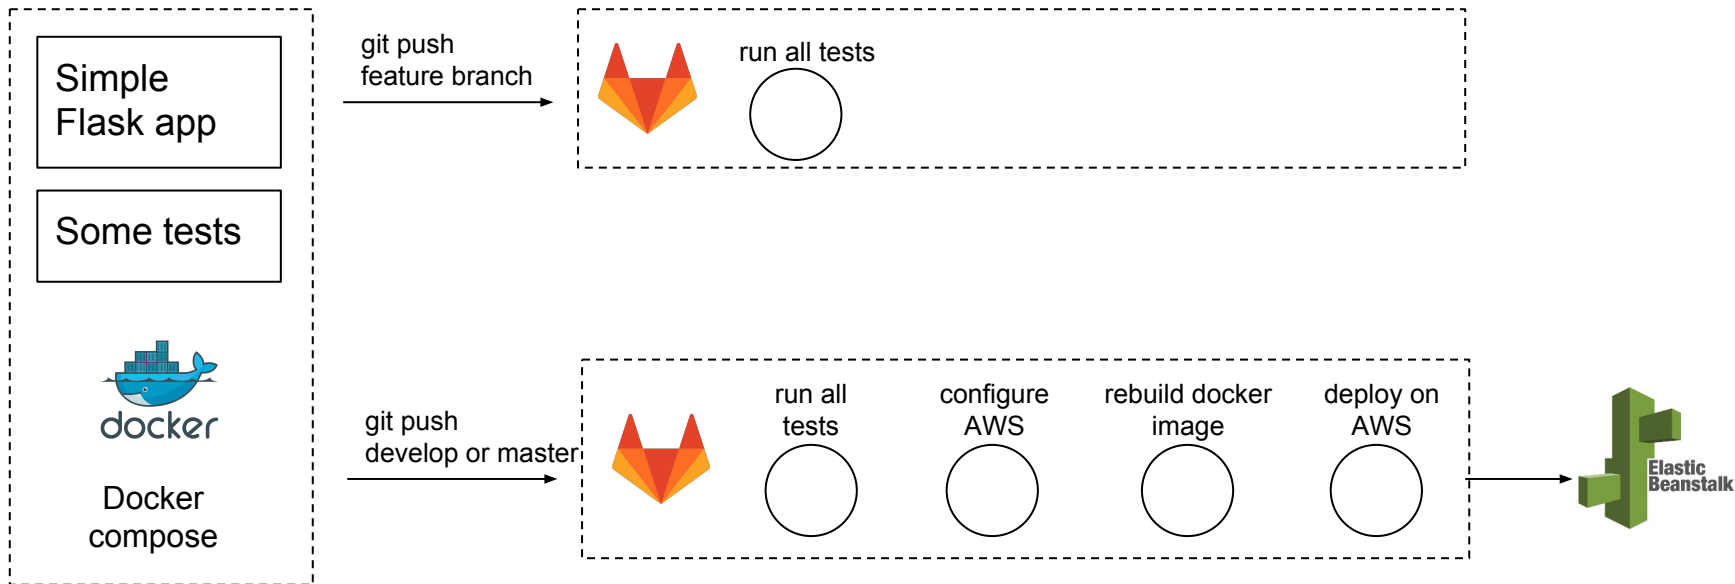 Simple
Flask app
Some tests
docker
Docker
compose
git push
feature branch
run all tests
git push
develop or master
run all
tests
configure
AWS
rebuild docker
image
deploy on
AWS
Elastic
Beanstalk